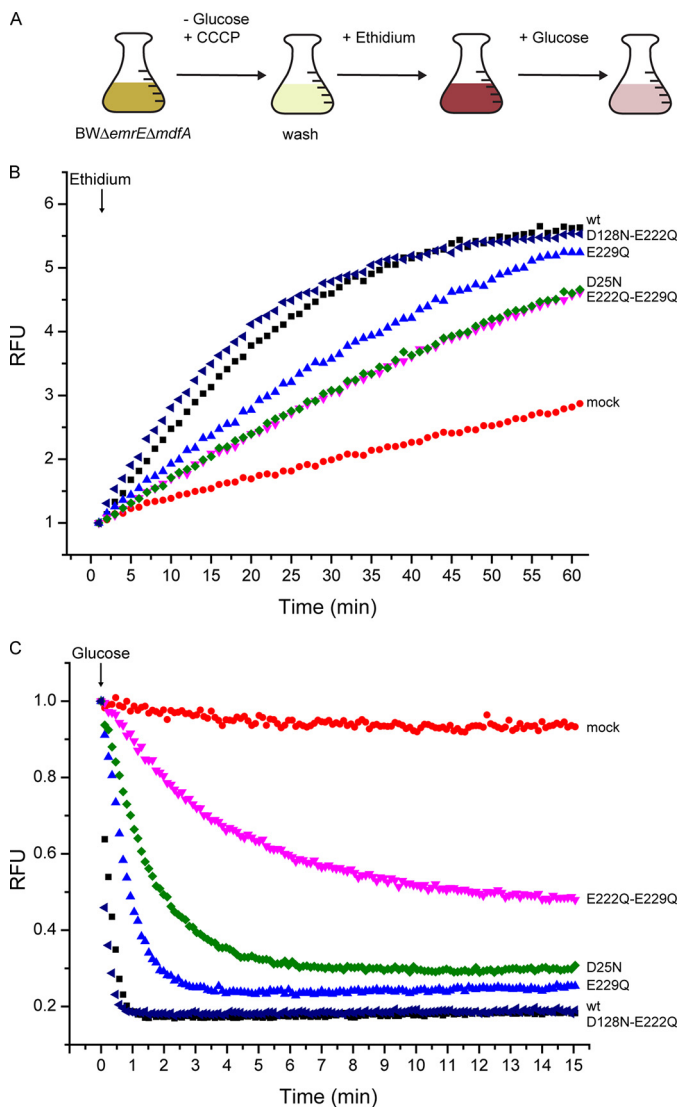 A
- Glucose
+ CCCP
+ Ethidium
+ Glucose
BWΔemrEΔmdfA
wash
B
Ethidium
6
5
4
3
2
1
RFU
wt
D128N-E222Q
E229Q
D25N
E222Q-E229Q
mock
0 5 10 15 20 25 30 35 40 45 50 55 60
Time (min)
C
Glucose
1.0
0.8
0.6
0.4
0.2
RFU
mock
E222Q-E229Q
D25N
E229Q
wt
D128N-E222Q
0 1 2 3 4 5 6 7 8 9 10 11 12 13 14 15
Time (min)